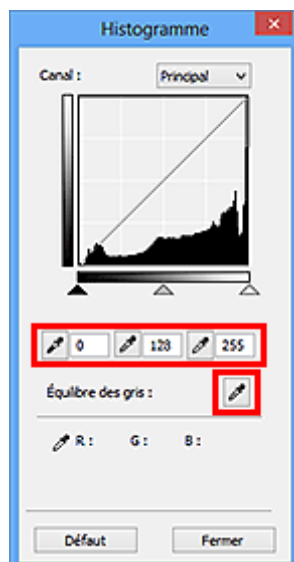 Histogramme
Canal : Principal
0 128 255
Équilibre des gris :
R : G : B :
Défaut Fermer